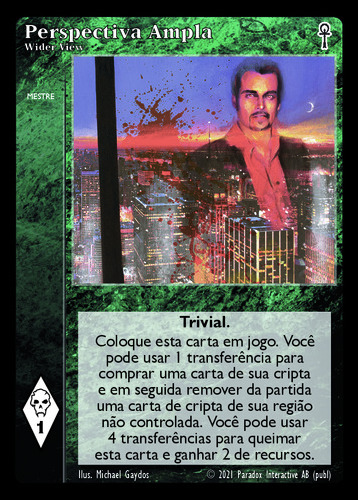 Perspectiva Ampla
Wider View
MESTRE
Trivial.
Coloque esta carta em jogo. Você
pode usar 1 transferência para
comprar uma carta de sua cripta
e em seguida remover da partida
uma carta de cripta de sua região
não controlada. Você pode usar
4 transferências para queimar
esta carta e ganhar 2 de recursos.
1
Ilus. Michael Gaydos
© 2021 Paradox Interactive AB (publ)